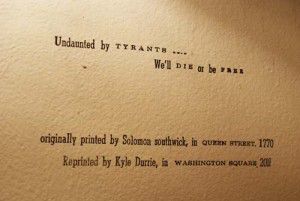 Undaunted by TYRANTS ....
We'll DIE or be FREE
originally printed by Solomon southwick, in QUEEN STREET, 1770
Reprinted by Kyle Durrie, in WASHINGTON SQUARE,